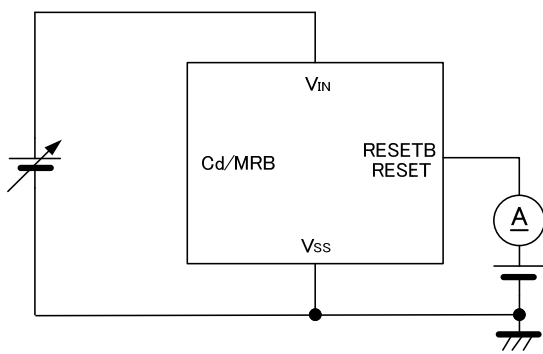 VIN
Cd/MRB
RESETB
RESET
A
VSS